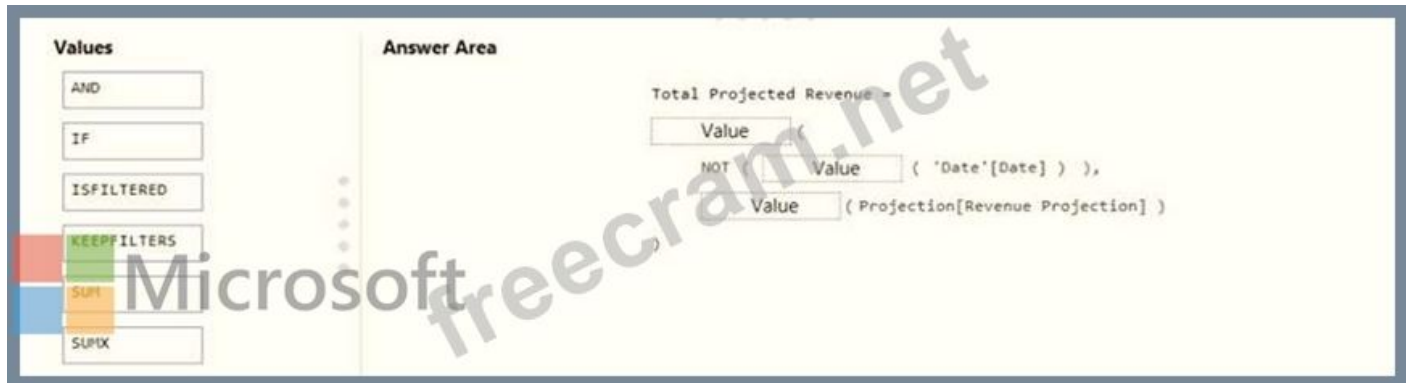 Values
AND
IF
ISFILTERED
KEEPFILTERS
SUM
SUMX
Answer Area
Total Projected Revenue =
Value (
NOT ( Value ( 'Date'[Date] ) ),
Value ( Projection[Revenue Projection] )
)
Microsoft
freecram.net